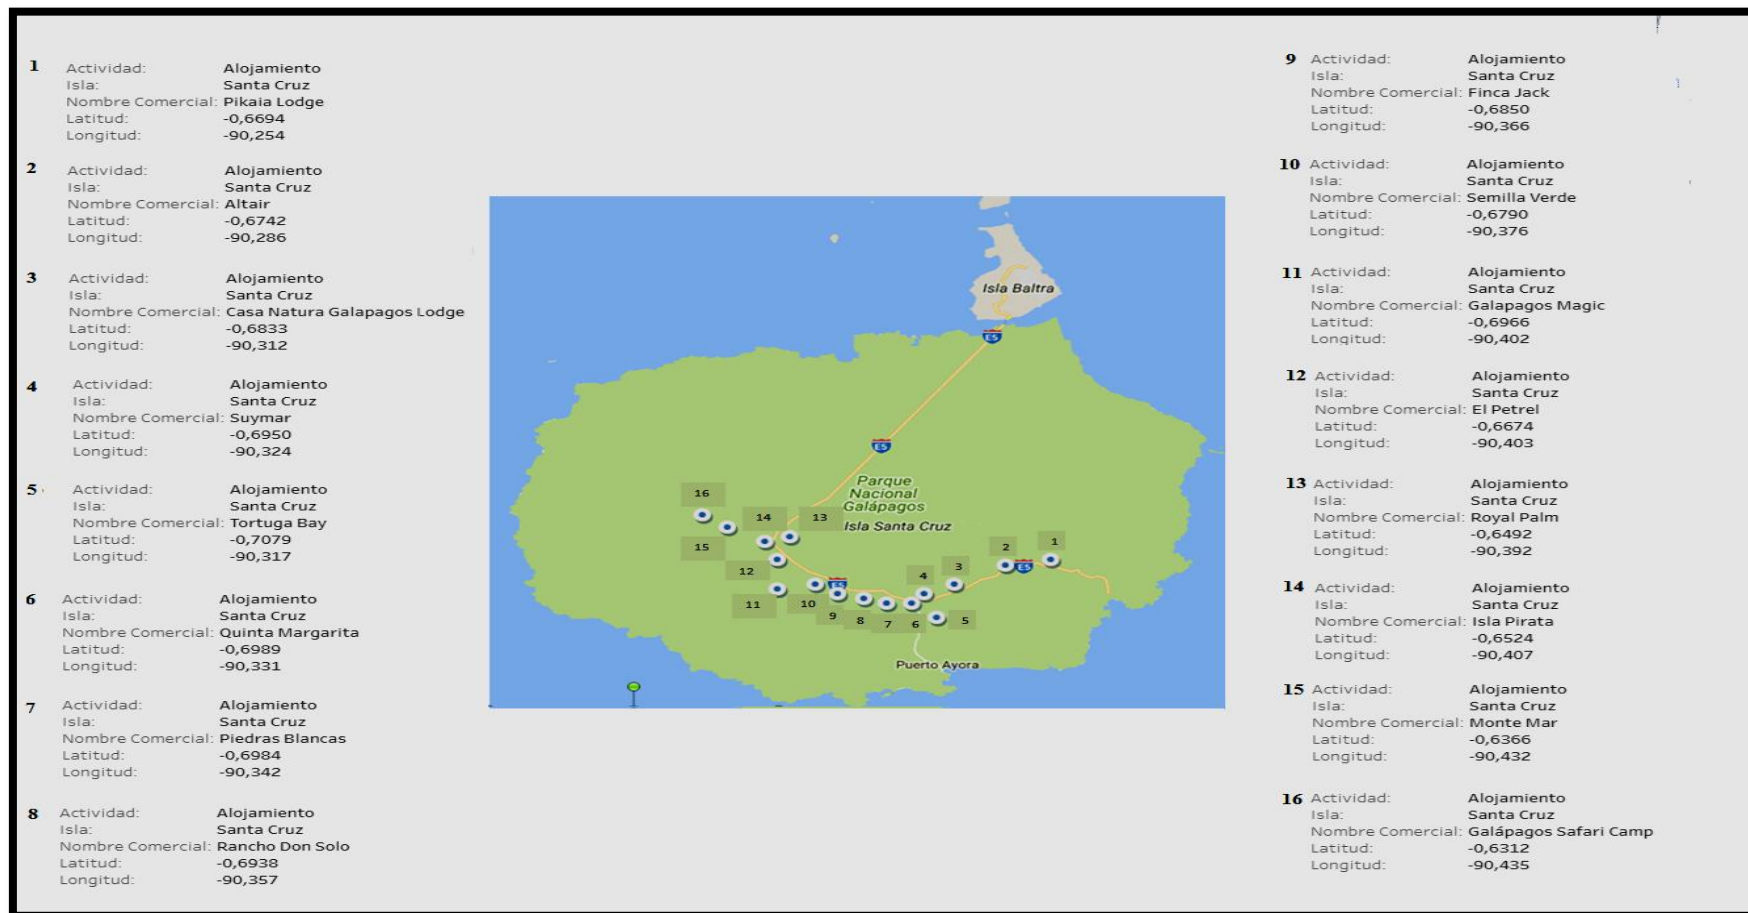 1 Actividad: Alojamiento
Isla: Santa Cruz
Nombre Comercial: Pikaia Lodge
Latitud: -0,6694
Longitud: -90,254
2 Actividad: Alojamiento
Isla: Santa Cruz
Nombre Comercial: Altair
Latitud: -0,6742
Longitud: -90,286
3 Actividad: Alojamiento
Isla: Santa Cruz
Nombre Comercial: Casa Natura Galapagos Lodge
Latitud: -0,6833
Longitud: -90,312
4 Actividad: Alojamiento
Isla: Santa Cruz
Nombre Comercial: Suymar
Latitud: -0,6950
Longitud: -90,324
5 Actividad: Alojamiento
Isla: Santa Cruz
Nombre Comercial: Tortuga Bay
Latitud: -0,7079
Longitud: -90,317
6 Actividad: Alojamiento
Isla: Santa Cruz
Nombre Comercial: Quinta Margarita
Latitud: -0,6989
Longitud: -90,331
7 Actividad: Alojamiento
Isla: Santa Cruz
Nombre Comercial: Piedras Blancas
Latitud: -0,6984
Longitud: -90,342
8 Actividad: Alojamiento
Isla: Santa Cruz
Nombre Comercial: Rancho Don Solo
Latitud: -0,6938
Longitud: -90,357
Isla Baltra
E5
E5
Parque
Nacional
Galápagos
Isla Santa Cruz
16
14 13
15
2 1
12
3
E5
4
E5
11 10
9 8 7 6 5
Puerto Ayora
9 Actividad: Alojamiento
Isla: Santa Cruz
Nombre Comercial: Finca Jack
Latitud: -0,6850
Longitud: -90,366
10 Actividad: Alojamiento
Isla: Santa Cruz
Nombre Comercial: Semilla Verde
Latitud: -0,6790
Longitud: -90,376
11 Actividad: Alojamiento
Isla: Santa Cruz
Nombre Comercial: Galapagos Magic
Latitud: -0,6966
Longitud: -90,402
12 Actividad: Alojamiento
Isla: Santa Cruz
Nombre Comercial: El Petrel
Latitud: -0,6674
Longitud: -90,403
13 Actividad: Alojamiento
Isla: Santa Cruz
Nombre Comercial: Royal Palm
Latitud: -0,6492
Longitud: -90,392
14 Actividad: Alojamiento
Isla: Santa Cruz
Nombre Comercial: Isla Pirata
Latitud: -0,6524
Longitud: -90,407
15 Actividad: Alojamiento
Isla: Santa Cruz
Nombre Comercial: Monte Mar
Latitud: -0,6366
Longitud: -90,432
16 Actividad: Alojamiento
Isla: Santa Cruz
Nombre Comercial: Galápagos Safari Camp
Latitud: -0,6312
Longitud: -90,435